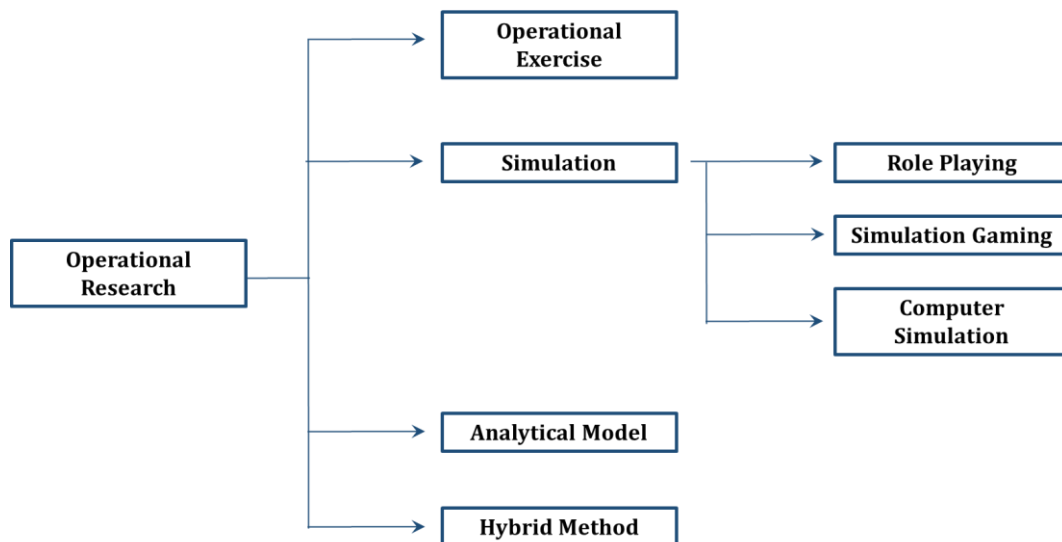 Operational
Exercise
Simulation
Role Playing
Simulation Gaming
Operational
Research
Computer
Simulation
Analytical Model
Hybrid Method